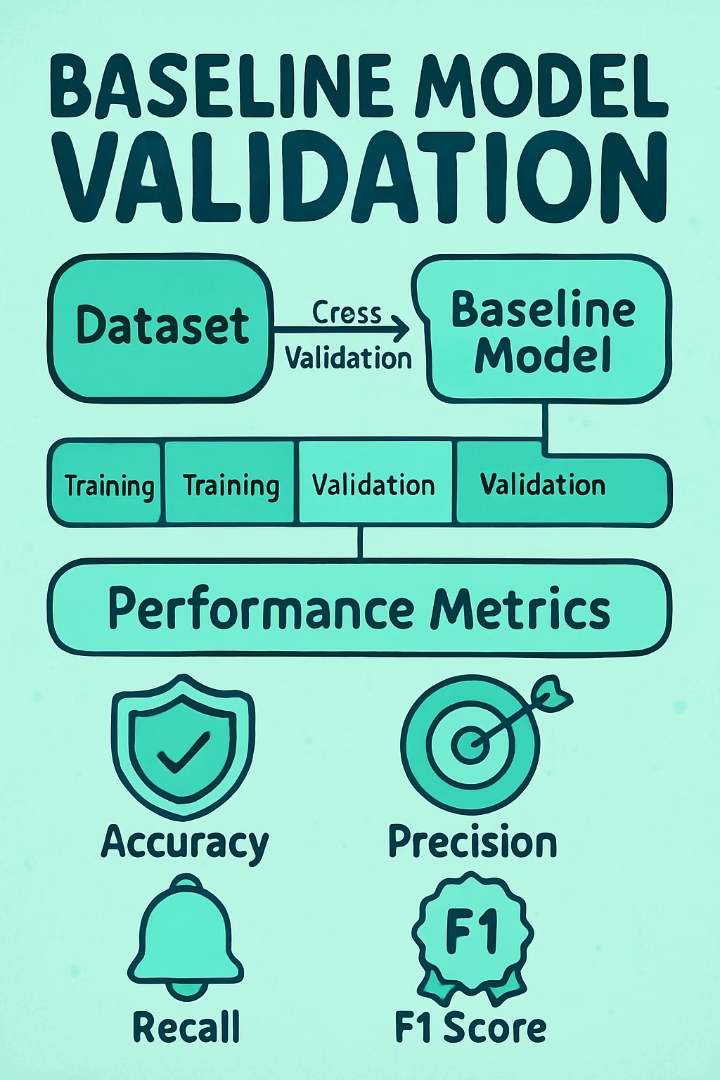 BASELINE MODEL
VALIDATION
Dataset
Cress
Validation
Baseline
Model
Training Training Validation Validation
Performance Metrics
Accuracy Precision
F1
Recall F1 Score